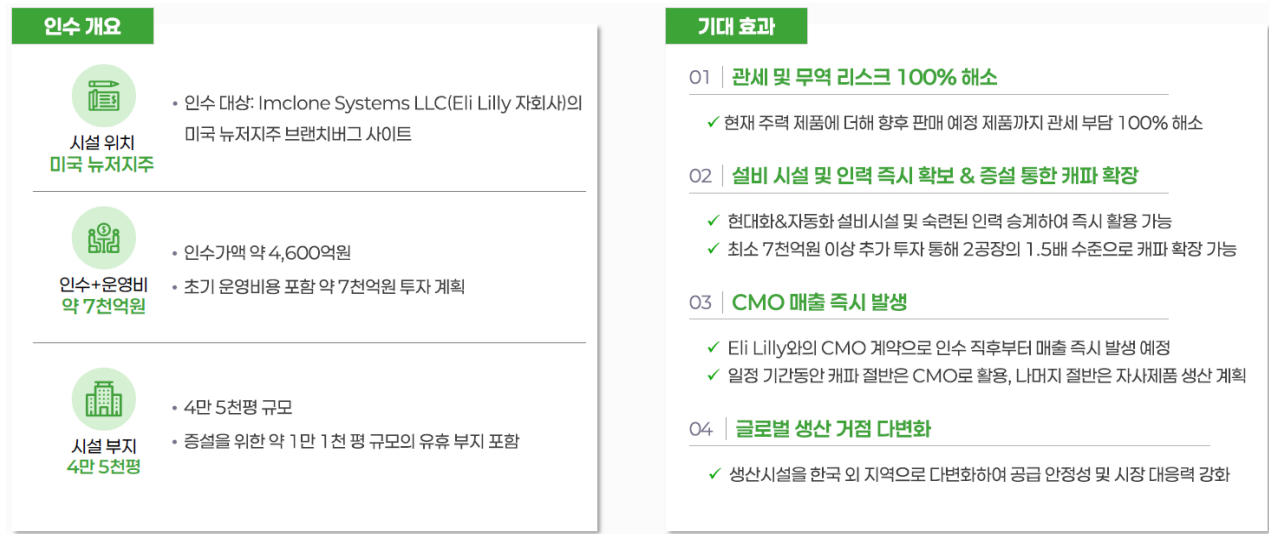 인수 개요
시설 위치
미국 뉴저지주
• 인수 대상: Imclone Systems LLC(Eli Lilly 자회사)의
미국 뉴저지주 브랜치버그 사이트
인수+운영비
약 7천억원
• 인수가액 약 4,600억원
• 초기 운영비용 포함 약 7천억원 투자 계획
시설 부지
4만 5천평
• 4만 5천평 규모
• 증설을 위한 약 1만 1천 평 규모의 유휴 부지 포함
기대 효과
01 관세 및 무역 리스크 100% 해소
✓ 현재 주력 제품에 더해 향후 판매 예정 제품까지 관세 부담 100% 해소
02 설비 시설 및 인력 즉시 확보 & 증설 통한 캐파 확장
✓ 현대화&자동화 설비시설 및 숙련된 인력 승계하여 즉시 활용 가능
✓ 최소 7천억원 이상 추가 투자 통해 2공장의 1.5배 수준으로 캐파 확장 가능
03 CMO 매출 즉시 발생
✓ Eli Lilly와의 CMO 계약으로 인수 직후부터 매출 즉시 발생 예정
✓ 일정 기간동안 캐파 절반은 CMO로 활용, 나머지 절반은 자사제품 생산 계획
04 글로벌 생산 거점 다변화
✓ 생산시설을 한국 외 지역으로 다변화하여 공급 안정성 및 시장 대응력 강화